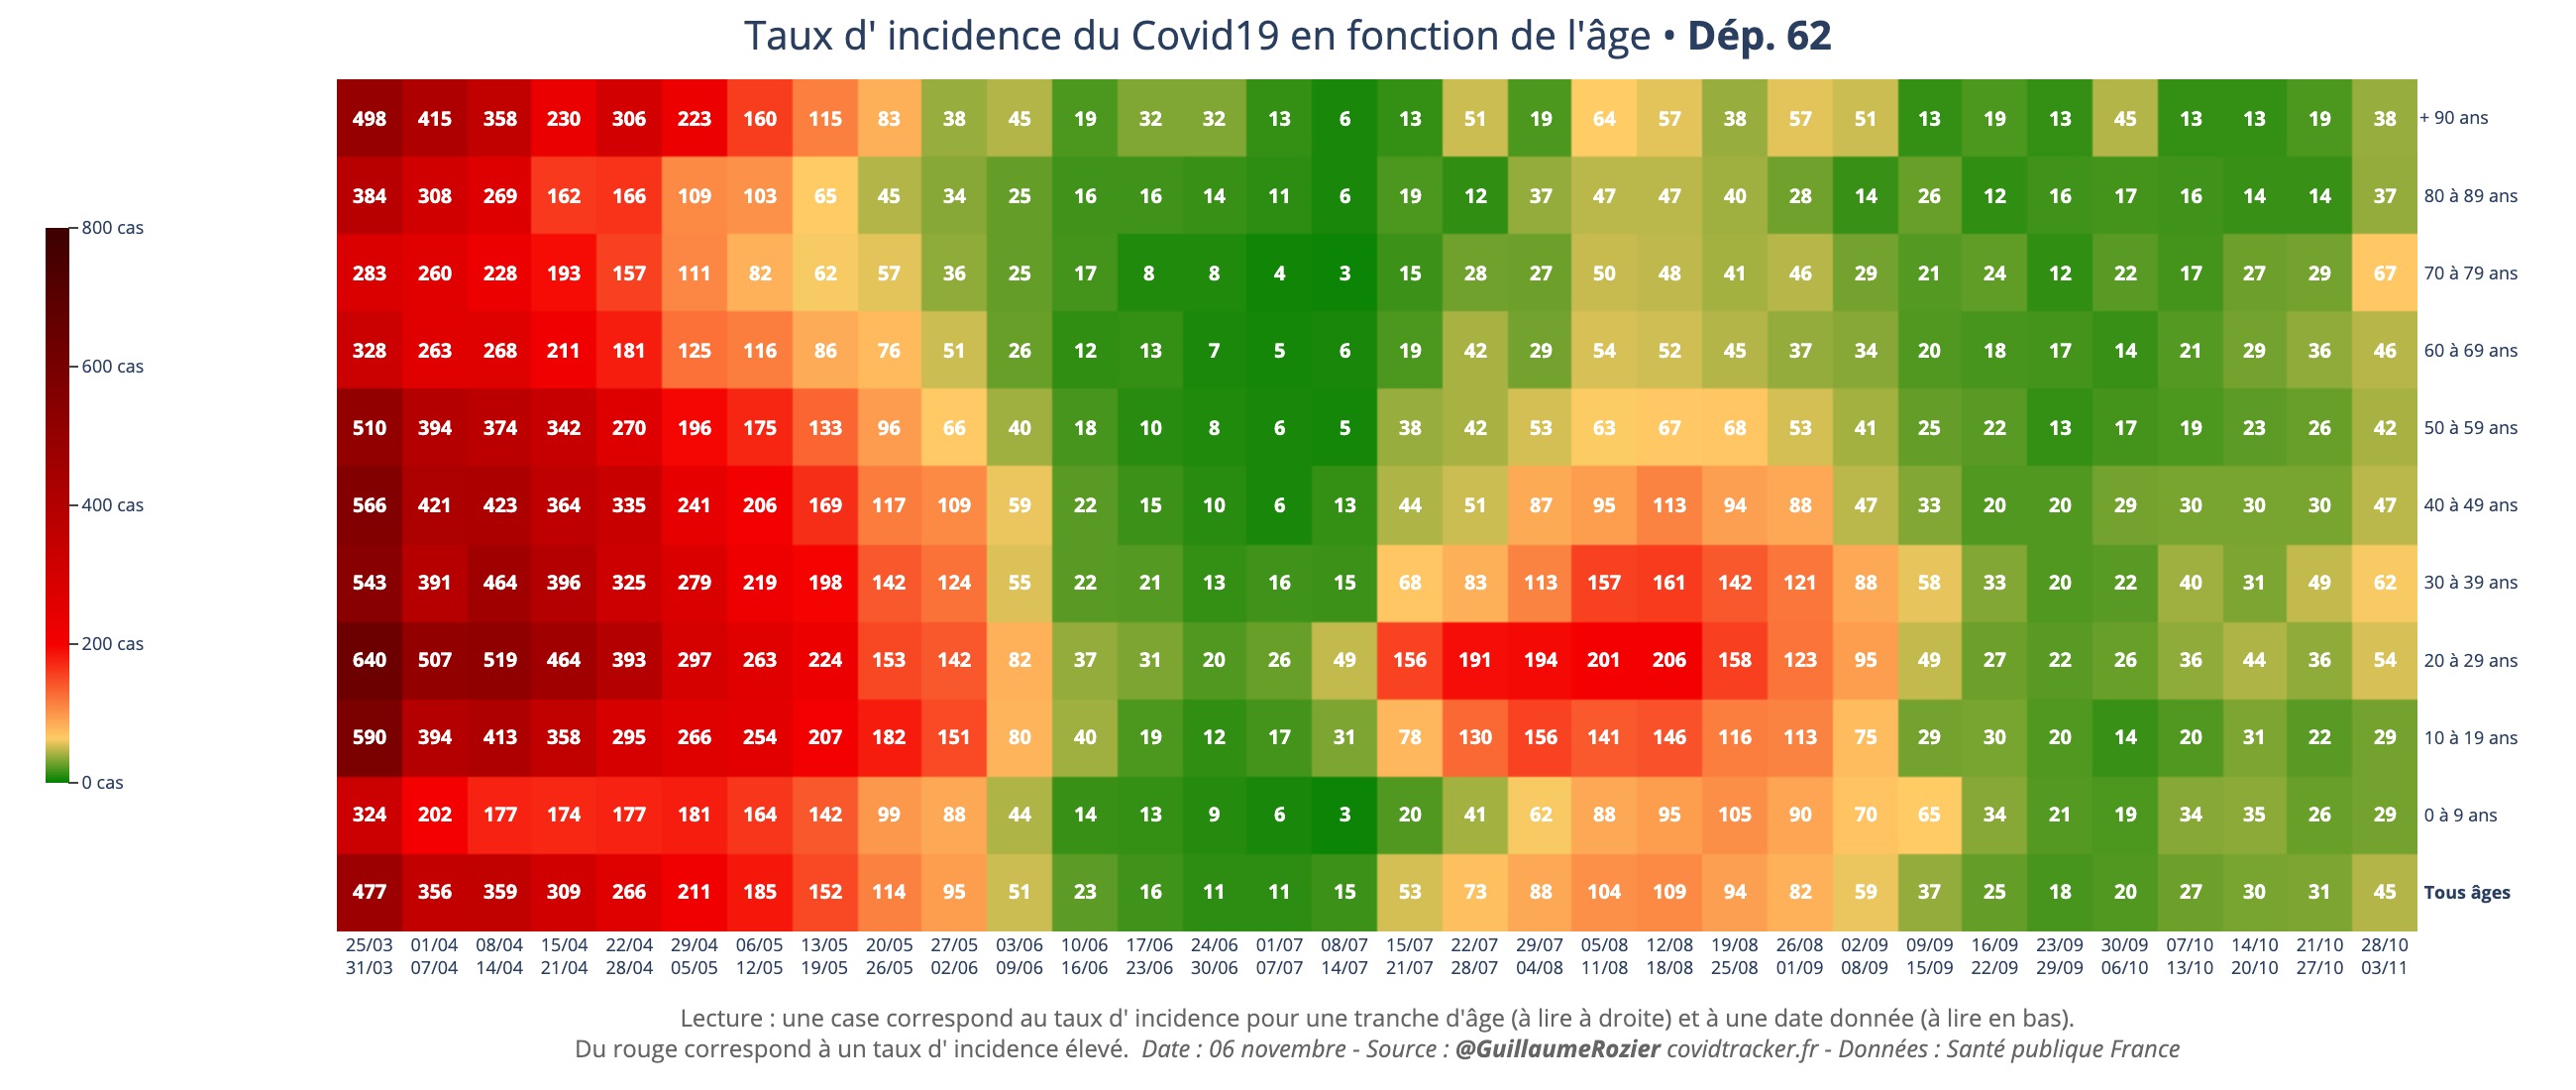 Taux d' incidence du Covid19 en fonction de l'âge • Dép. 62
800 cas
600 cas
400 cas
200 cas
0 cas
498 415 358 230 306 223 160 115 83 38 45 19 32 32 13 6 13 51 19 64 57 38 57 51 13 19 13 45 13 13 19 38 + 90 ans
384 308 269 162 166 109 103 65 45 34 25 16 16 14 11 6 19 12 37 47 47 40 28 14 26 12 16 17 16 14 14 37 80 à 89 ans
283 260 228 193 157 111 82 62 57 36 25 17 8 8 4 3 15 28 27 50 48 41 46 29 21 24 12 22 17 27 29 67 70 à 79 ans
328 263 268 211 181 125 116 86 76 51 26 12 13 7 5 6 19 42 29 54 52 45 37 34 20 18 17 14 21 29 36 46 60 à 69 ans
510 394 374 342 270 196 175 133 96 66 40 18 10 8 6 5 38 42 53 63 67 68 53 41 25 22 13 17 19 23 26 42 50 à 59 ans
566 421 423 364 335 241 206 169 117 109 59 22 15 10 6 13 44 51 87 95 113 94 88 47 33 20 20 29 30 30 30 47 40 à 49 ans
543 391 464 396 325 279 219 198 142 124 55 22 21 13 16 15 68 83 113 157 161 142 121 88 58 33 20 22 40 31 49 62 30 à 39 ans
640 507 519 464 393 297 263 224 153 142 82 37 31 20 26 49 156 191 194 201 206 158 123 95 49 27 22 26 36 44 36 54 20 à 29 ans
590 394 413 358 295 266 254 207 182 151 80 40 19 12 17 31 78 130 156 141 146 116 113 75 29 30 20 14 20 31 22 29 10 à 19 ans
324 202 177 174 177 181 164 142 99 88 44 14 13 9 6 3 20 41 62 88 95 105 90 70 65 34 21 19 34 35 26 29 0 à 9 ans
477 356 359 309 266 211 185 152 114 95 51 23 16 11 11 15 53 73 88 104 109 94 82 59 37 25 18 20 27 30 31 45 Tous âges
25/03 01/04 08/04 15/04 22/04 29/04 06/05 13/05 20/05 27/05 03/06 10/06 17/06 24/06 01/07 08/07 15/07 22/07 29/07 05/08 12/08 19/08 26/08 02/09 09/09 16/09 23/09 30/09 07/10 14/10 21/10 28/10
31/03 07/04 14/04 21/04 28/04 05/05 12/05 19/05 26/05 02/06 09/06 16/06 23/06 30/06 07/07 14/07 21/07 28/07 04/08 11/08 18/08 25/08 01/09 08/09 15/09 22/09 29/09 06/10 13/10 20/10 27/10 03/11
Lecture : une case correspond au taux d' incidence pour une tranche d'âge (à lire à droite) et à une date donnée (à lire en bas).
Du rouge correspond à un taux d' incidence élevé. Date : 06 novembre - Source : @GuillaumeRozier covidtracker.fr - Données : Santé publique France